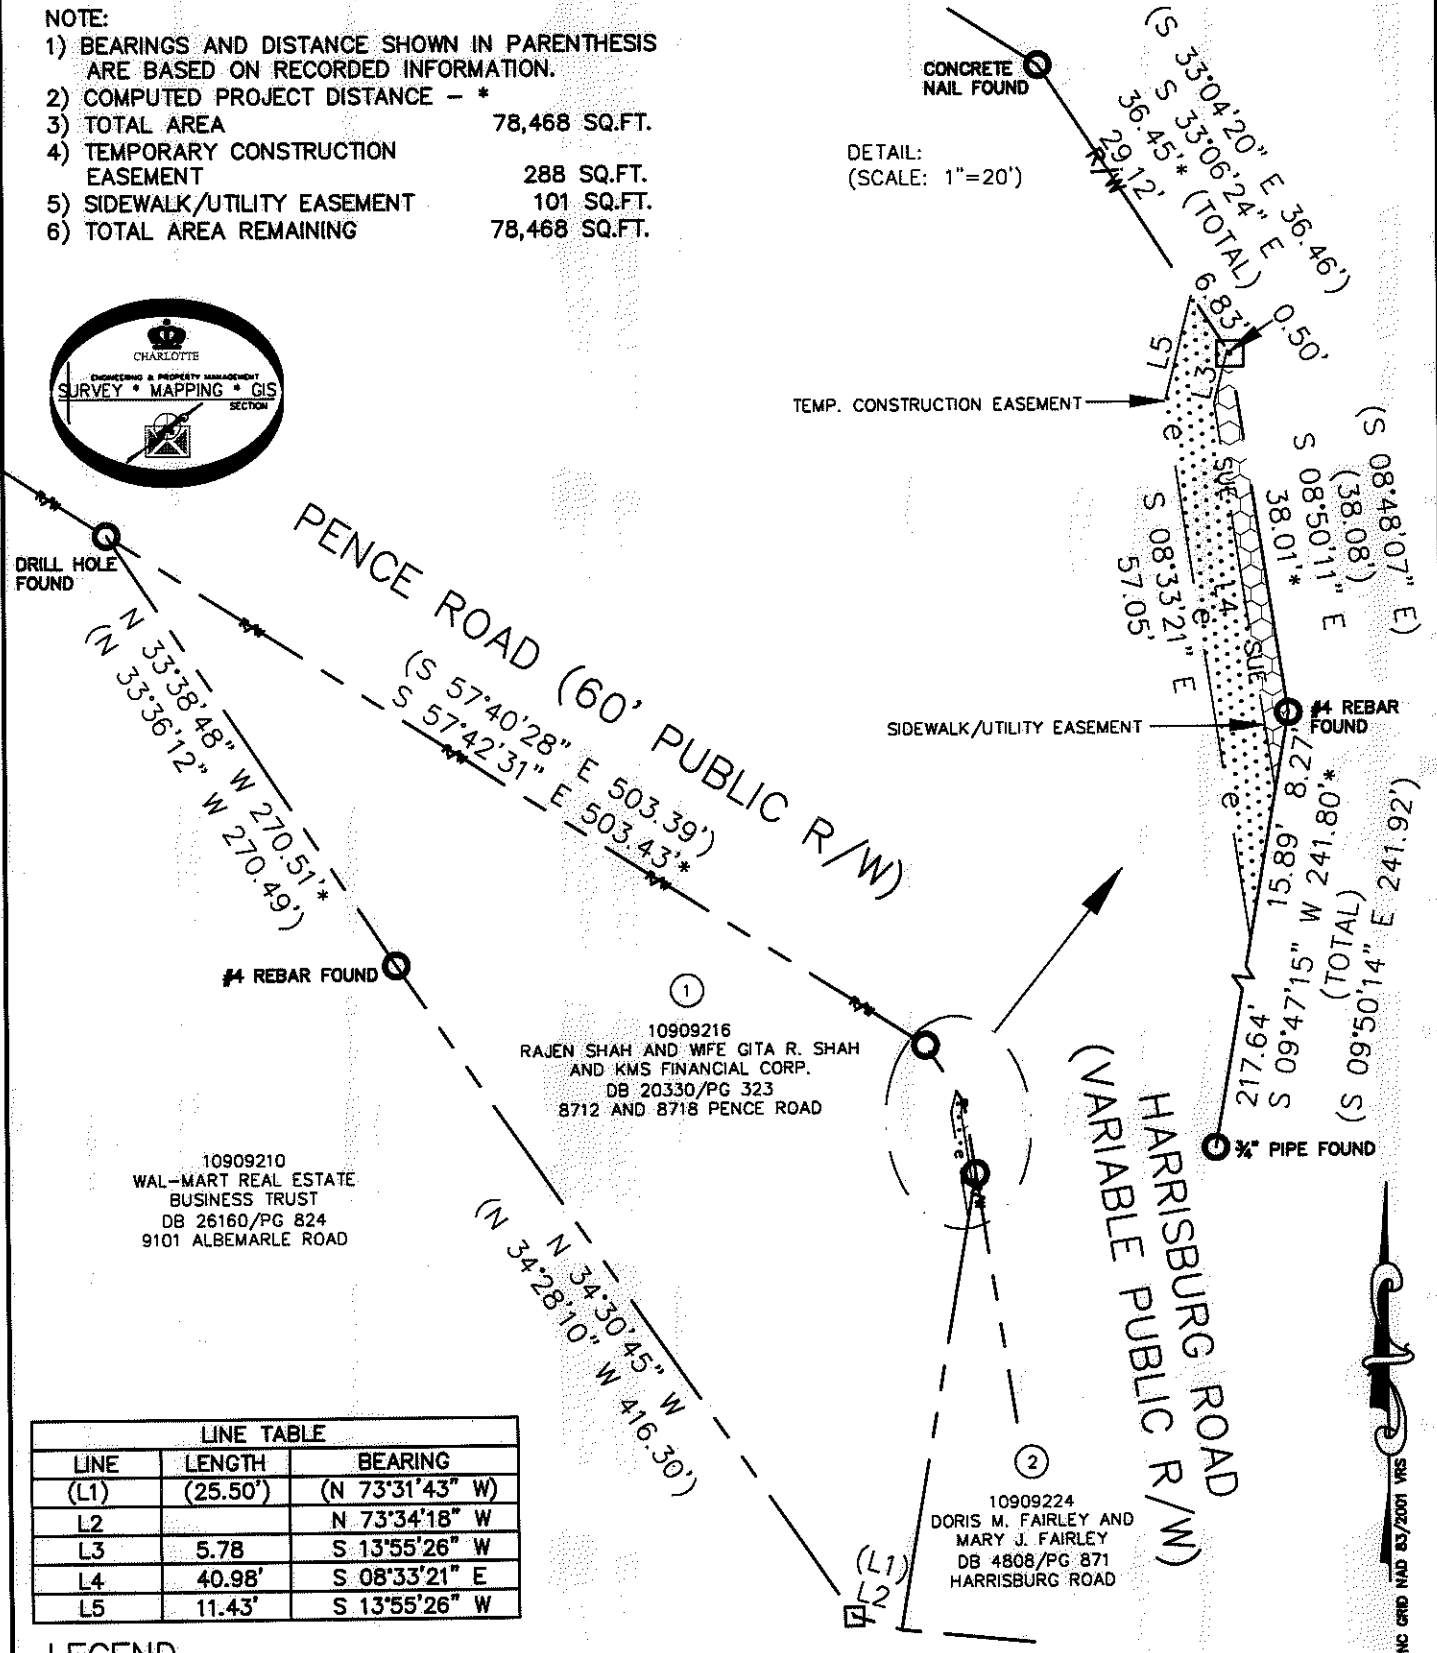 NOTE:
1) BEARINGS AND DISTANCE SHOWN IN PARENTHESIS
ARE BASED ON RECORDED INFORMATION.
2) COMPUTED PROJECT DISTANCE – *
3) TOTAL AREA 78,468 SQ.FT.
4) TEMPORARY CONSTRUCTION
EASEMENT 288 SQ.FT.
5) SIDEWALK/UTILITY EASEMENT 101 SQ.FT.
6) TOTAL AREA REMAINING 78,468 SQ.FT.
CHARLOTTE
ENGINEERING & PROPERTY MANAGEMENT
SURVEY * MAPPING * GIS
SECTION
CONCRETE
NAIL FOUND
DETAIL:
(SCALE: 1"=20')
(S 33°04'20" E 36.46')
S 33°06'24" E
36.45'* (TOTAL)
29.12'
R/W
6.83'
0.50'
L5
L3
TEMP. CONSTRUCTION EASEMENT
e
SUE
(S 08°48'07" E)
(38.08')
S 08°50'11" E
38.01'*
S 08°33'21" E
57.05'
L4
e
SUE
#4 REBAR
FOUND
SIDEWALK/UTILITY EASEMENT
e
8.27'
15.89'
217.64'
S 09°47'15" W 241.80'*
(TOTAL)
(S 09°50'14" E 241.92')
¾" PIPE FOUND
R/W
DRILL HOLE
FOUND
R/W
PENCE ROAD (60' PUBLIC R/W)
(S 57°40'28" E 503.39')
S 57°42'31" E 503.43'*
R/W
R/W
R/W
N 33°38'48" W 270.51'*
(N 33°36'12" W 270.49')
#4 REBAR FOUND
1
10909216
RAJEN SHAH AND WIFE GITA R. SHAH
AND KMS FINANCIAL CORP.
DB 20330/PG 323
8712 AND 8718 PENCE ROAD
e
R/W
HARRISBURG ROAD
(VARIABLE PUBLIC R/W)
10909210
WAL-MART REAL ESTATE
BUSINESS TRUST
DB 26160/PG 824
9101 ALBEMARLE ROAD
N 34°30'45" W
(N 34°28'10" W 416.30')
2
10909224
DORIS M. FAIRLEY AND
MARY J. FAIRLEY
DB 4808/PG 871
HARRISBURG ROAD
(L1)
L2
NC GRID NAD 83/2001 VRS
LINE TABLE
LINE LENGTH BEARING
(L1) (25.50') (N 73°31'43" W)
L2 N 73°34'18" W
L3 5.78 S 13°55'26" W
L4 40.98' S 08°33'21" E
L5 11.43' S 13°55'26" W
LEGEND